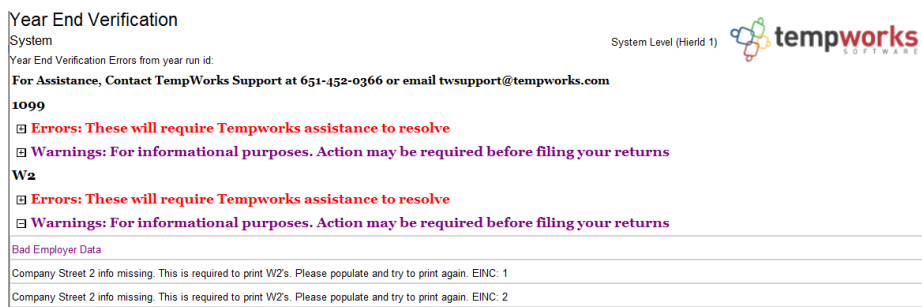 Year End Verification
System
System Level (HierId 1)
tempworks
SOFTWARE
Year End Verification Errors from year run id:
For Assistance, Contact TempWorks Support at 651-452-0366 or email twsupport@tempworks.com
1099
Errors: These will require Tempworks assistance to resolve
Warnings: For informational purposes. Action may be required before filing your returns
W2
Errors: These will require Tempworks assistance to resolve
Warnings: For informational purposes. Action may be required before filing your returns
Bad Employer Data
Company Street 2 info missing. This is required to print W2's. Please populate and try to print again. EINC: 1
Company Street 2 info missing. This is required to print W2's. Please populate and try to print again. EINC: 2